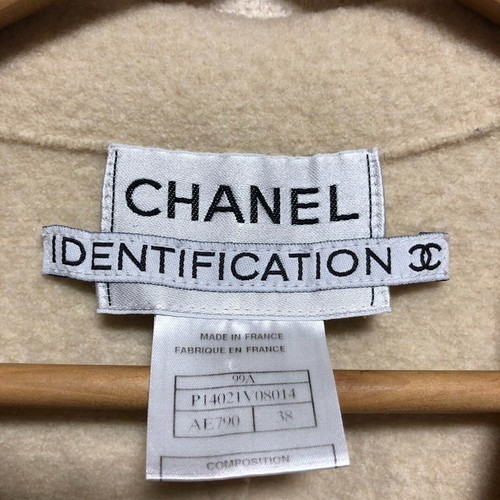 CHANEL
IDENTIFICATION
MADE IN FRANCE
FABRIQUE EN FRANCE
99A
P14021V08014
AE790 38
COMPOSITION